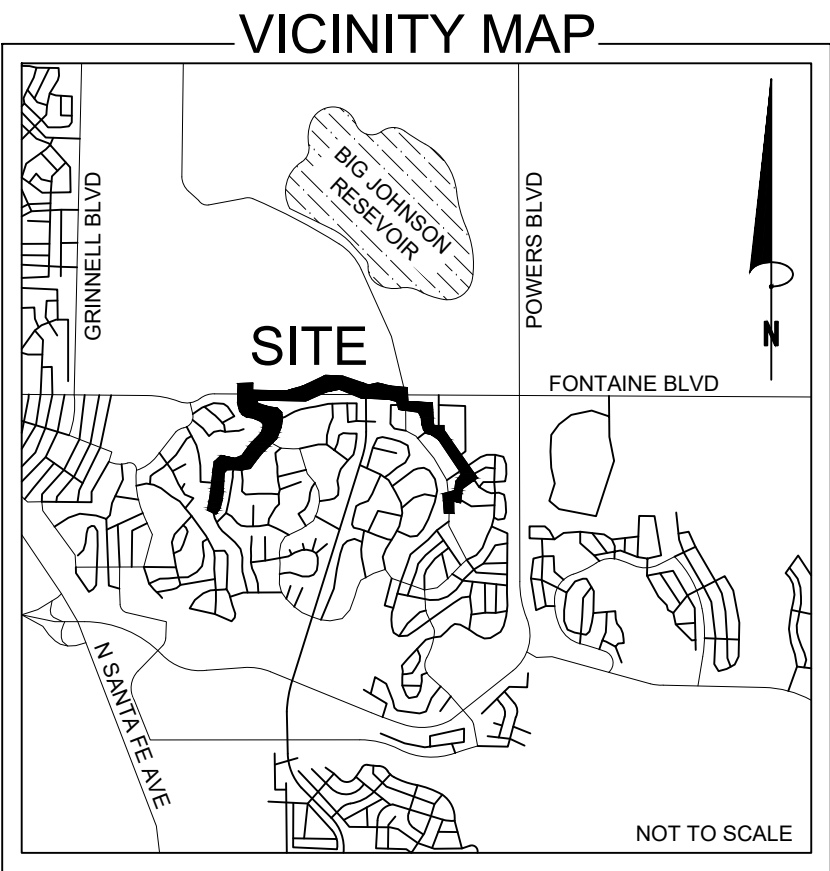 VICINITY MAP
BIG JOHNSON
RESEVOIR
GRINNELL BLVD
POWERS BLVD
N
SITE
FONTAINE BLVD
N SANTA FE AVE
NOT TO SCALE